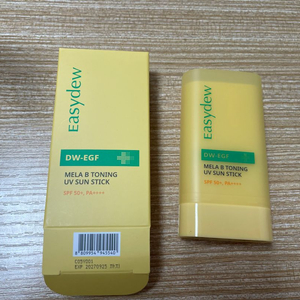 Easydew
DW-EGF
MELA B TONING
UV SUN STICK
SPF 50+, PA++++
Easydew
DW-EGF
MELA B TONING
UV SUN STICK
SPF 50+, PA++++